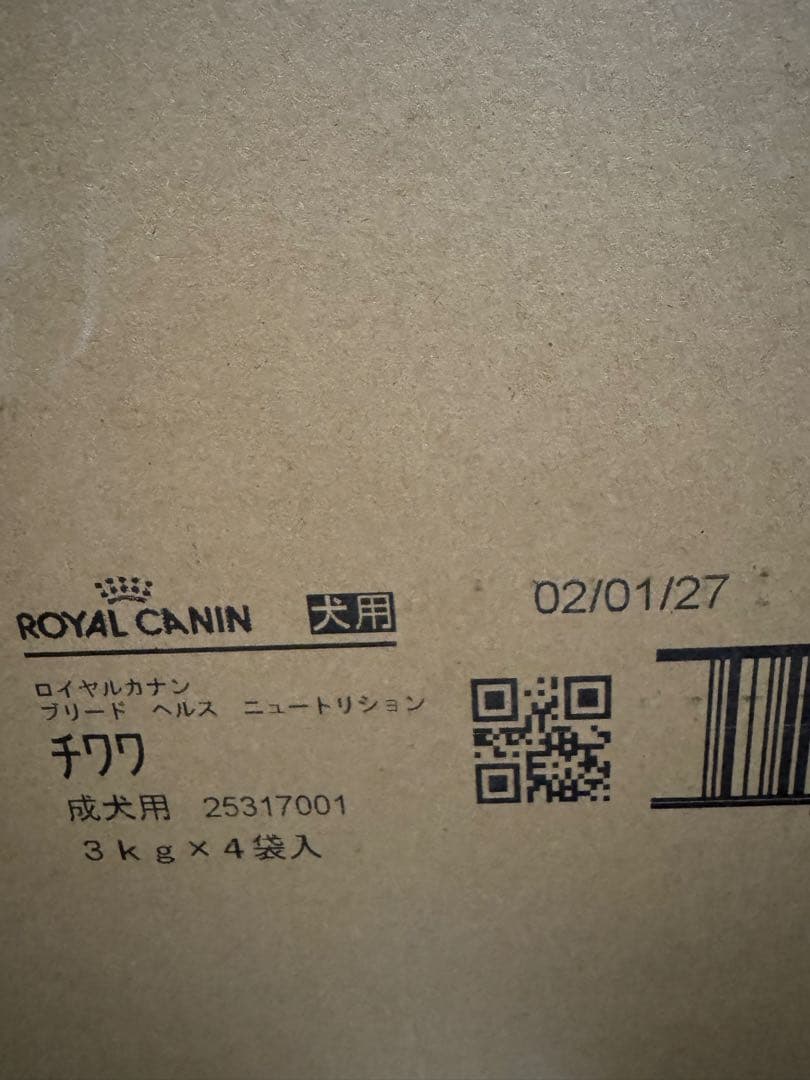 ROYAL CANIN 犬用
02/01/27
ロイヤルカナン
ブリード ヘルス ニュートリション
チワワ
成犬用 25317001
3kg×4袋入